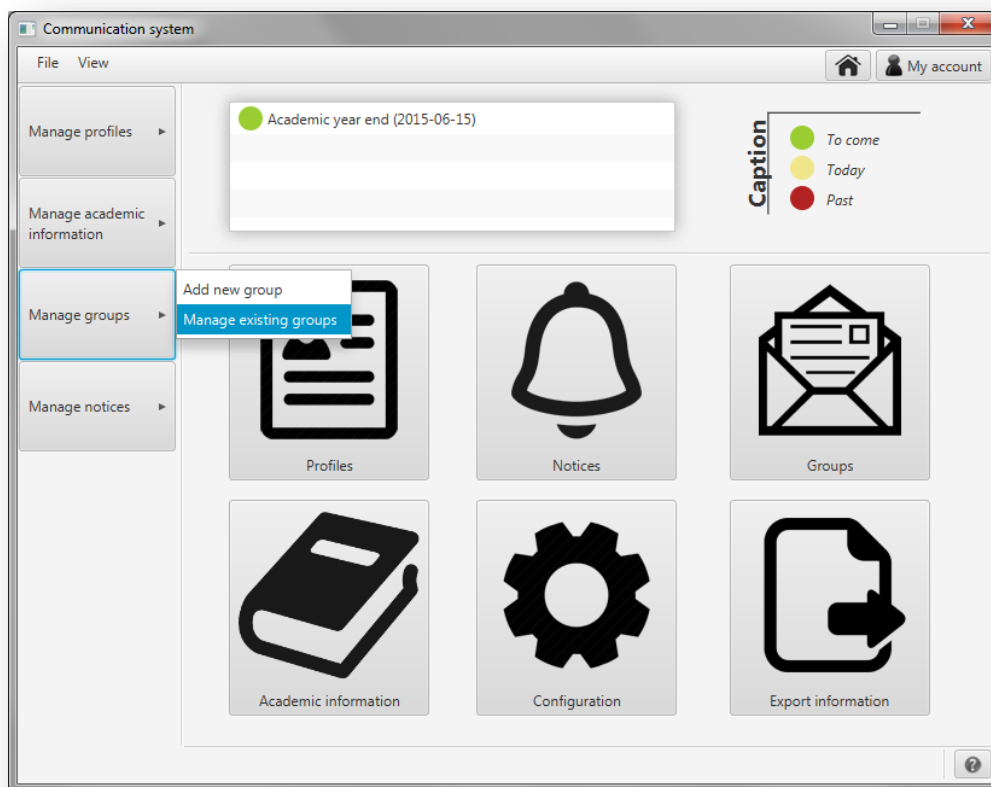 Communication system
File View
My account
Manage profiles
Manage academic
information
Manage groups
Manage notices
Add new group
Manage existing groups
Academic year end (2015-06-15)
Caption
To come
Today
Past
Profiles
Notices
Groups
Academic information
Configuration
Export information
?